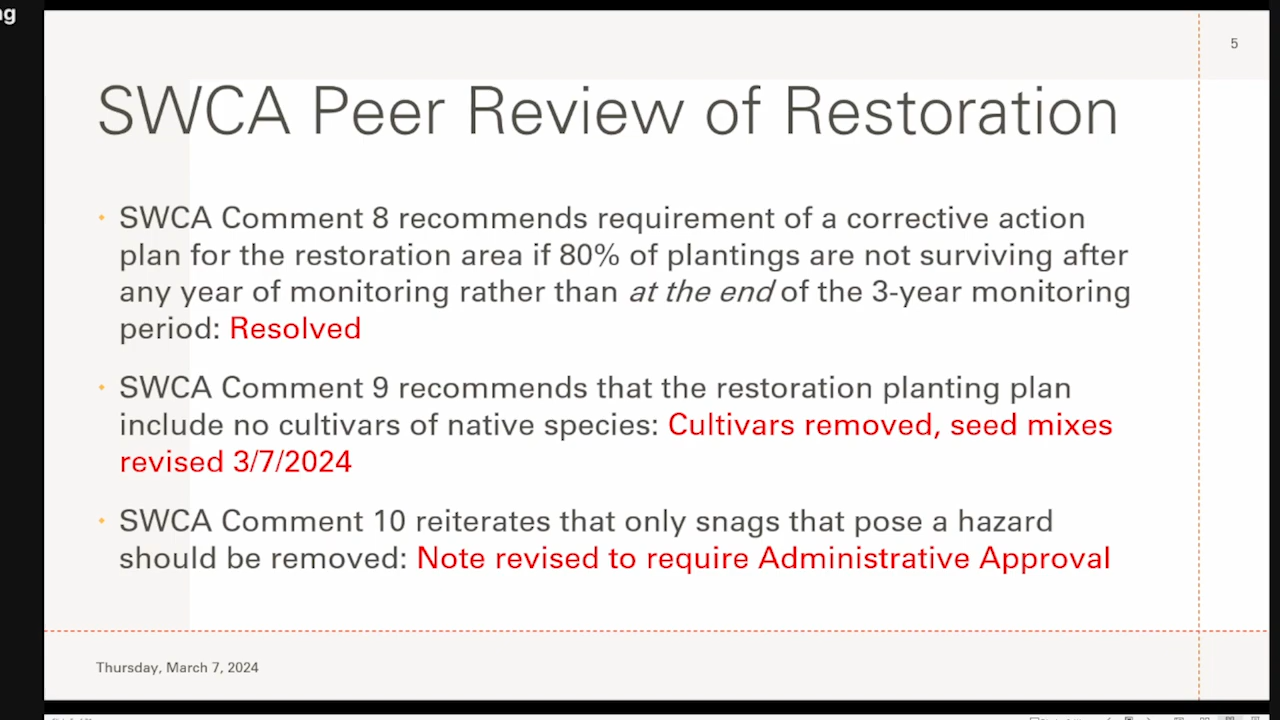 ng
5
SWCA Peer Review of Restoration
SWCA Comment 8 recommends requirement of a corrective action
plan for the restoration area if 80% of plantings are not surviving after
any year of monitoring rather than at the end of the 3-year monitoring
period: Resolved
SWCA Comment 9 recommends that the restoration planting plan
include no cultivars of native species: Cultivars removed, seed mixes
revised 3/7/2024
SWCA Comment 10 reiterates that only snags that pose a hazard
should be removed: Note revised to require Administrative Approval
Thursday, March 7, 2024